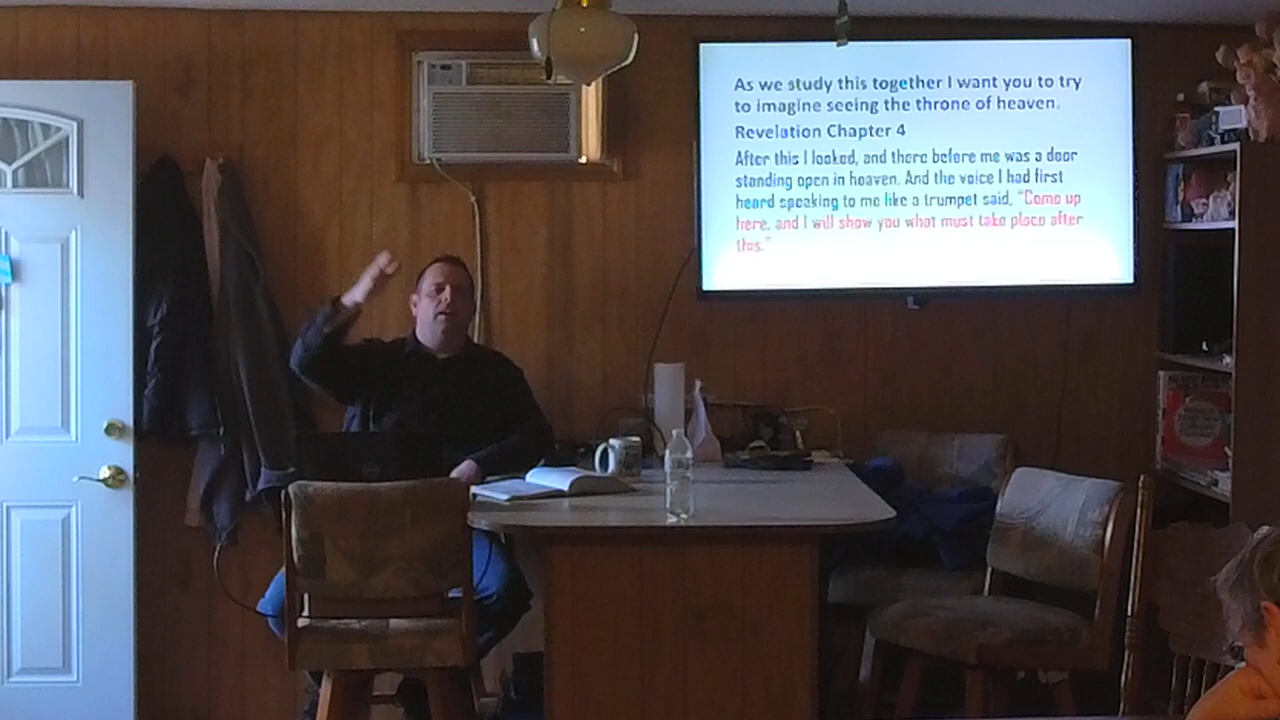 As we study this together I want you to try
to imagine seeing the throne of heaven.
Revelation Chapter 4
After this I looked, and there before me was a door
standing open in heaven. And the voice I had first
heard speaking to me like a trumpet said, "Come up
here, and I will show you what must take place after
this."